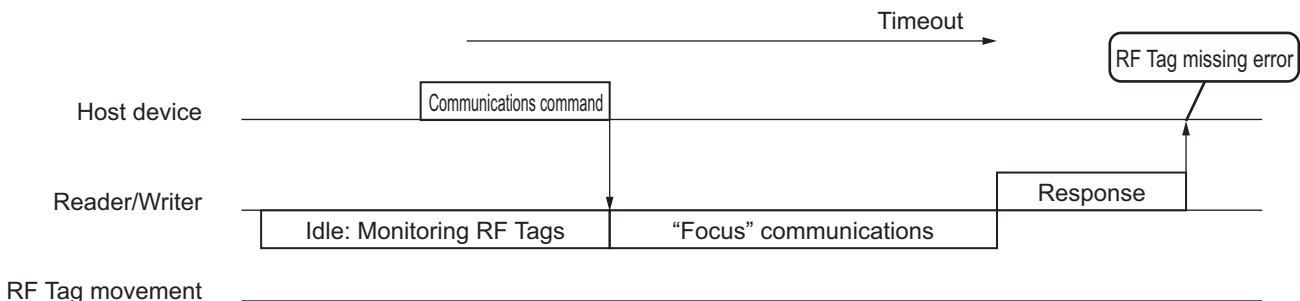 Timeout
RF Tag missing error
Communications command
Host device
Reader/Writer
Response
Idle: Monitoring RF Tags
“Focus” communications
RF Tag movement